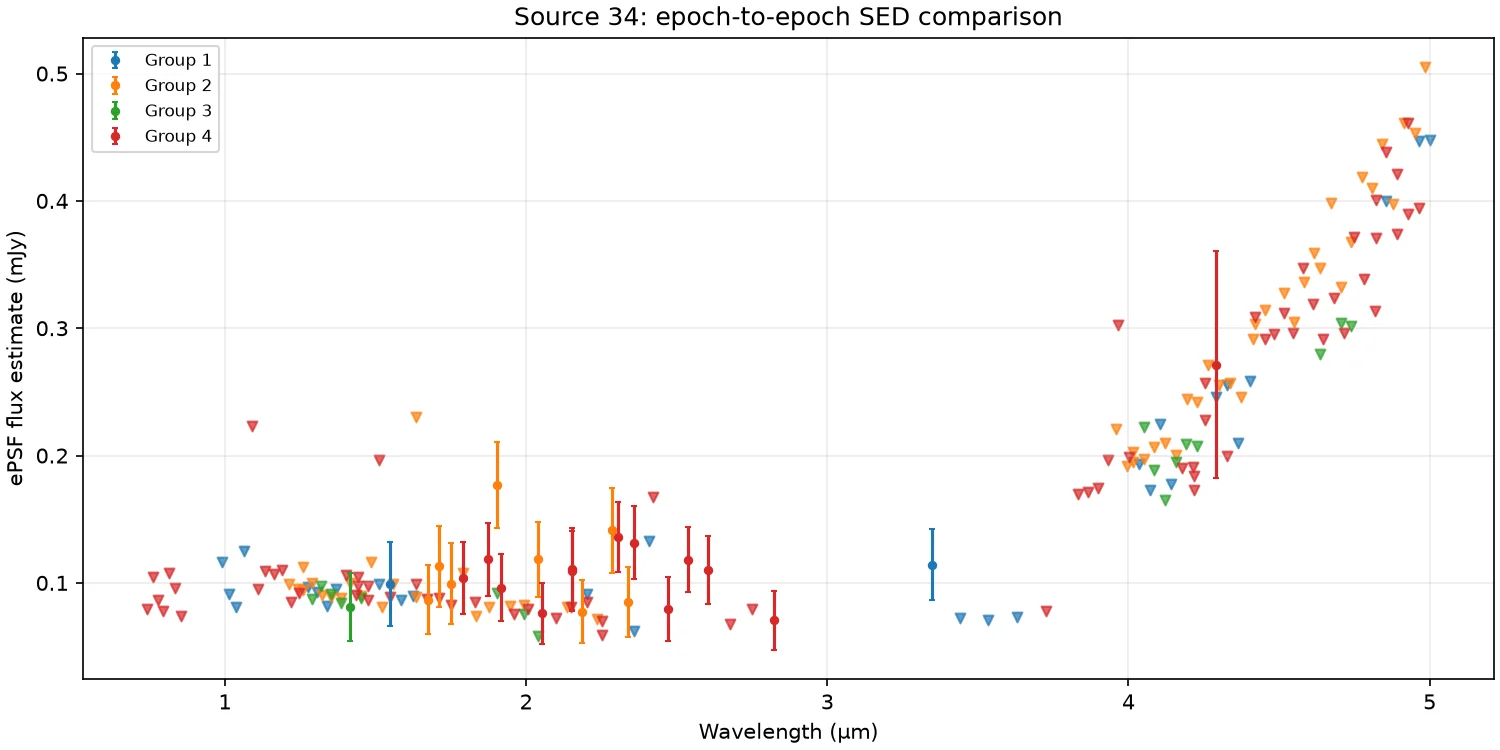 Source 34: epoch-to-epoch SED comparison
Group 1
Group 2
Group 3
Group 4
ePSF flux estimate (mJy)
0.5
0.4
0.3
0.2
0.1
1 2 3 4 5
Wavelength (μm)